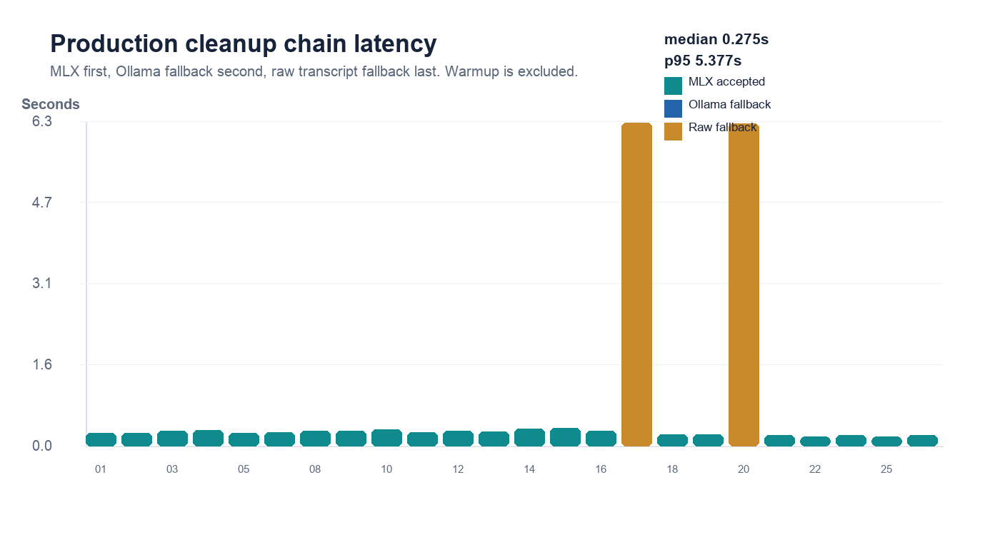 Production cleanup chain latency
MLX first, Ollama fallback second, raw transcript fallback last. Warmup is excluded.
median 0.275s
p95 5.377s
MLX accepted
Ollama fallback
Raw fallback
Seconds
6.3
4.7
3.1
1.6
0.0
01 03 05 08 10 12 14 16 18 20 22 25